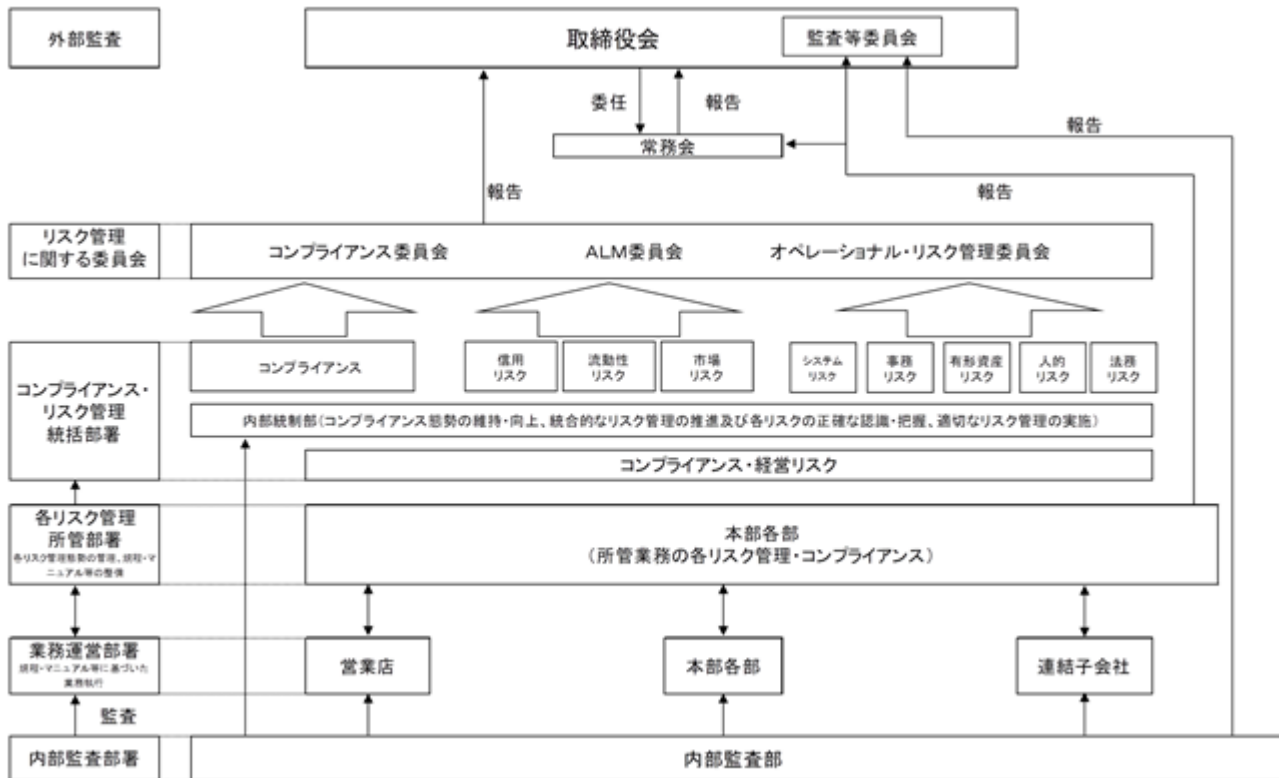 外部監査
取締役会
監査等委員会
委任
報告
報告
常務会
報告
報告
リスク管理
に関する委員会
コンプライアンス委員会
ALM委員会
オペレーショナル・リスク管理委員会
コンプライアンス・
リスク管理
統括部署
コンプライアンス
信用
リスク
流動性
リスク
市場
リスク
システム
リスク
事務
リスク
有形資産
リスク
人的
リスク
法務
リスク
内部統制部(コンプライアンス態勢の維持・向上、統合的なリスク管理の推進及び各リスクの正確な認識・把握、適切なリスク管理の実施)
コンプライアンス・経営リスク
各リスク管理
所管部署
各リスク管理態勢の管理、規程・マ
ニュアル等の整備
本部各部
(所管業務の各リスク管理・コンプライアンス)
業務運営部署
規程・マニュアル等に基づいた
業務執行
営業店
本部各部
連結子会社
監査
内部監査部署
内部監査部